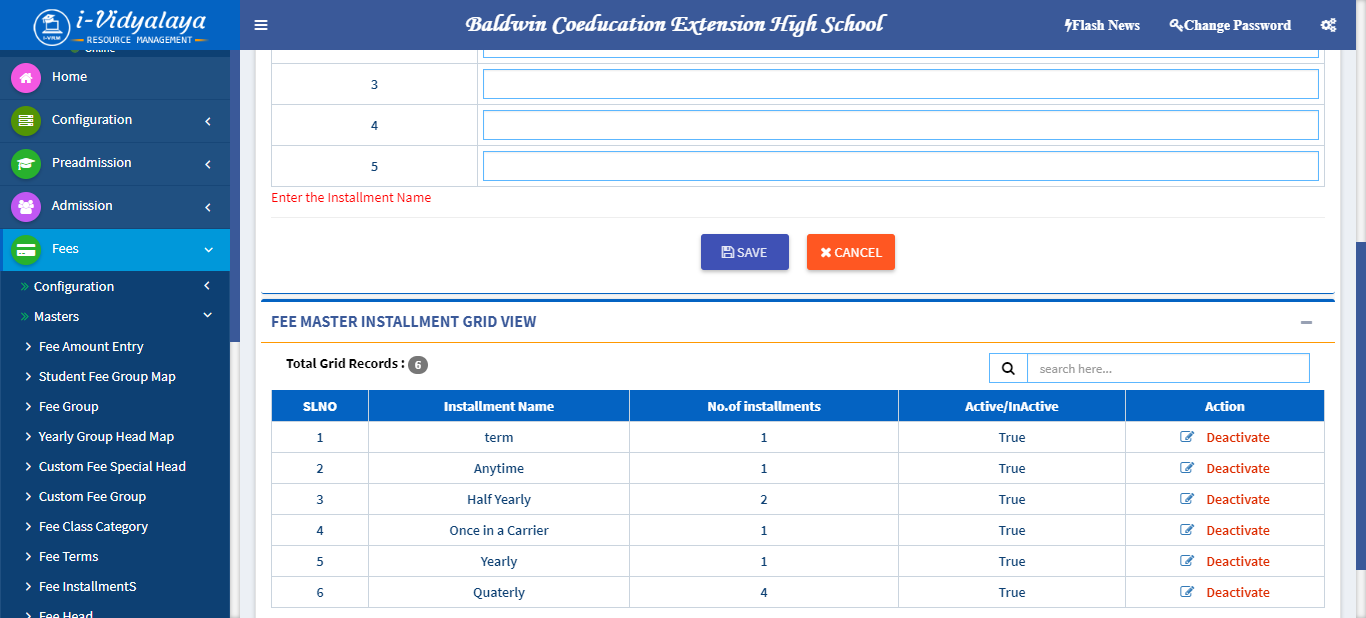 i-Vidyalaya
i-VRM
RESOURCE MANAGEMENT
Baldwin Coeducation Extension High School
Flash News
Change Password
Online
Home
Configuration
Preadmission
Admission
Fees
Configuration
Masters
Fee Amount Entry
Student Fee Group Map
Fee Group
Yearly Group Head Map
Custom Fee Special Head
Custom Fee Group
Fee Class Category
Fee Terms
Fee InstallmentS
Fee Head
3
4
5
Enter the Installment Name
SAVE
CANCEL
FEE MASTER INSTALLMENT GRID VIEW
Total Grid Records : 6
search here...
SLNO Installment Name No.of installments Active/InActive Action
1 term 1 True Deactivate
2 Anytime 1 True Deactivate
3 Half Yearly 2 True Deactivate
4 Once in a Carrier 1 True Deactivate
5 Yearly 1 True Deactivate
6 Quaterly 4 True Deactivate